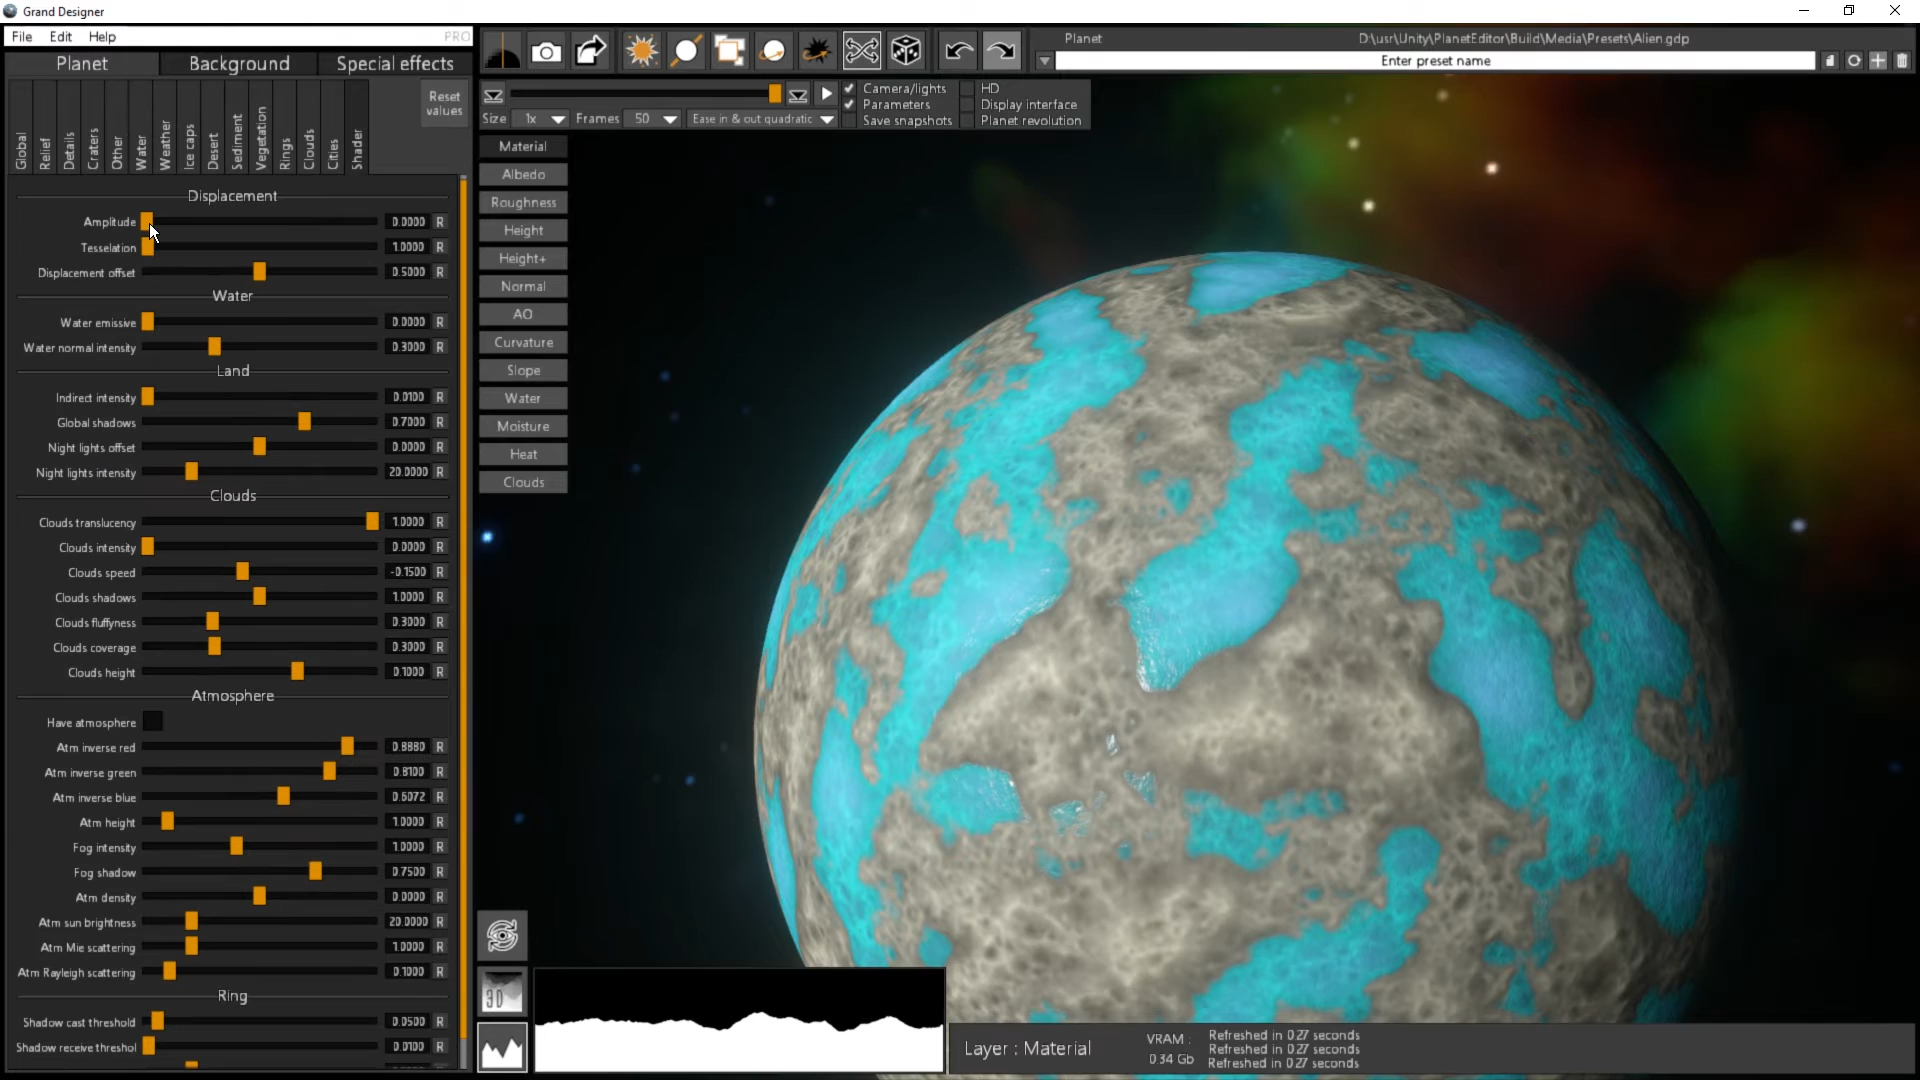 Grand Designer
File Edit Help
PRO
Planet Background Special effects
Global Relief Details Craters Other Water Weather Ice caps Desert Sediment Vegetation Rings Clouds Cities Shader
Reset
values
Displacement
Amplitude 0.0000 R
Tesselation 1.0000 R
Displacement offset 0.5000 R
Water
Water emissive 0.0000 R
Water normal intensity 0.3000 R
Land
Indirect intensity 0.0100 R
Global shadows 0.7000 R
Night lights offset 0.0000 R
Night lights intensity 20.0000 R
Clouds
Clouds translucency 1.0000 R
Clouds intensity 0.0000 R
Clouds speed -0.1500 R
Clouds shadows 1.0000 R
Clouds fluffyness 0.3000 R
Clouds coverage 0.3000 R
Clouds height 0.1000 R
Atmosphere
Have atmosphere
Atm inverse red 0.8880 R
Atm inverse green 0.8100 R
Atm inverse blue 0.6072 R
Atm height 1.0000 R
Fog intensity 1.0000 R
Fog shadow 0.7500 R
Atm density 0.0000 R
Atm sun brightness 20.0000 R
Atm Mie scattering 1.0000 R
Atm Rayleigh scattering 0.1000 R
Ring
Shadow cast threshold 0.0500 R
Shadow receive threshol 0.0100 R
Planet D:\usr\Unity\PlanetEditor\Build\Media\Presets\Alien.gdp
Enter preset name
Camera/lights HD
Parameters Display interface
Save snapshots Planet revolution
Size 1x Frames 50 Ease in & out quadratic
Material
Albedo
Roughness
Height
Height+
Normal
AO
Curvature
Slope
Water
Moisture
Heat
Clouds
3D
Layer : Material
VRAM :
0.34 Gb
Refreshed in 0.27 seconds
Refreshed in 0.27 seconds
Refreshed in 0.27 seconds